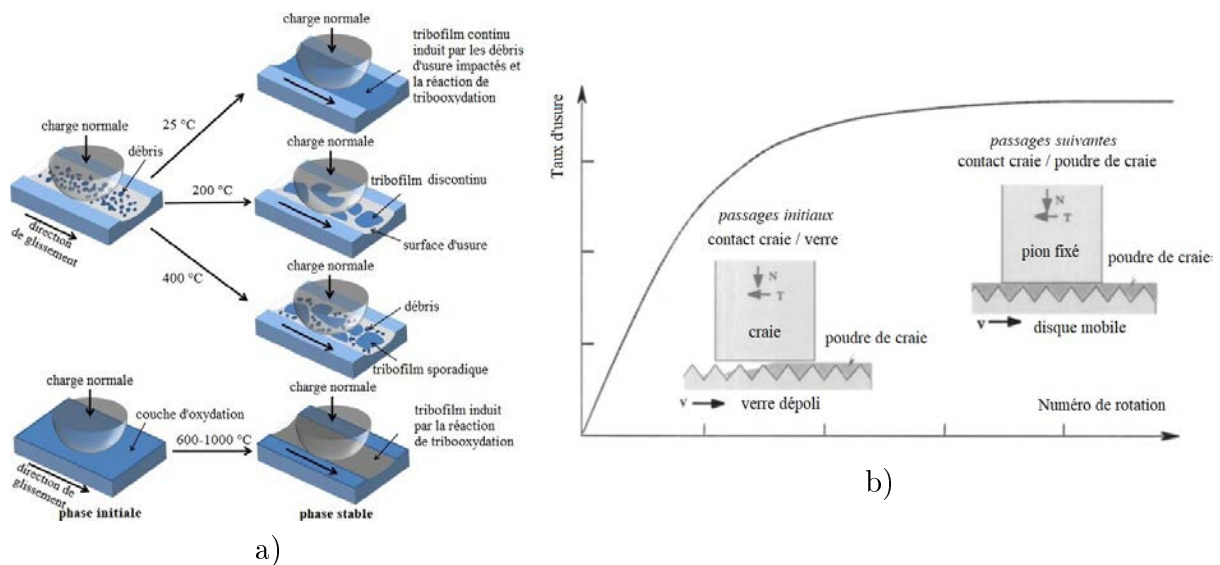 charge normale
tribofilm continu
induit par les débris
d'usure impactés et
la réaction de
tribooxydation
25 °C
charge normale
débris
direction
de glissement
charge normale
200 °C
tribofilm discontinu
surface d'usure
400 °C
charge normale
débris
tribofilm sporadique
charge normale
couche d'oxydation
600-1000 °C
charge normale
tribofilm induit
par la réaction
de tribooxydation
direction de
glissement
phase initiale
phase stable
a)
Taux d'usure
passages suivantes
contact craie / poudre de craie
N
T
pion fixé
poudre de craie
v
disque mobile
passages initiaux
contact craie / verre
N
T
craie
poudre de craie
v
verre dépoli
Numéro de rotation
b)